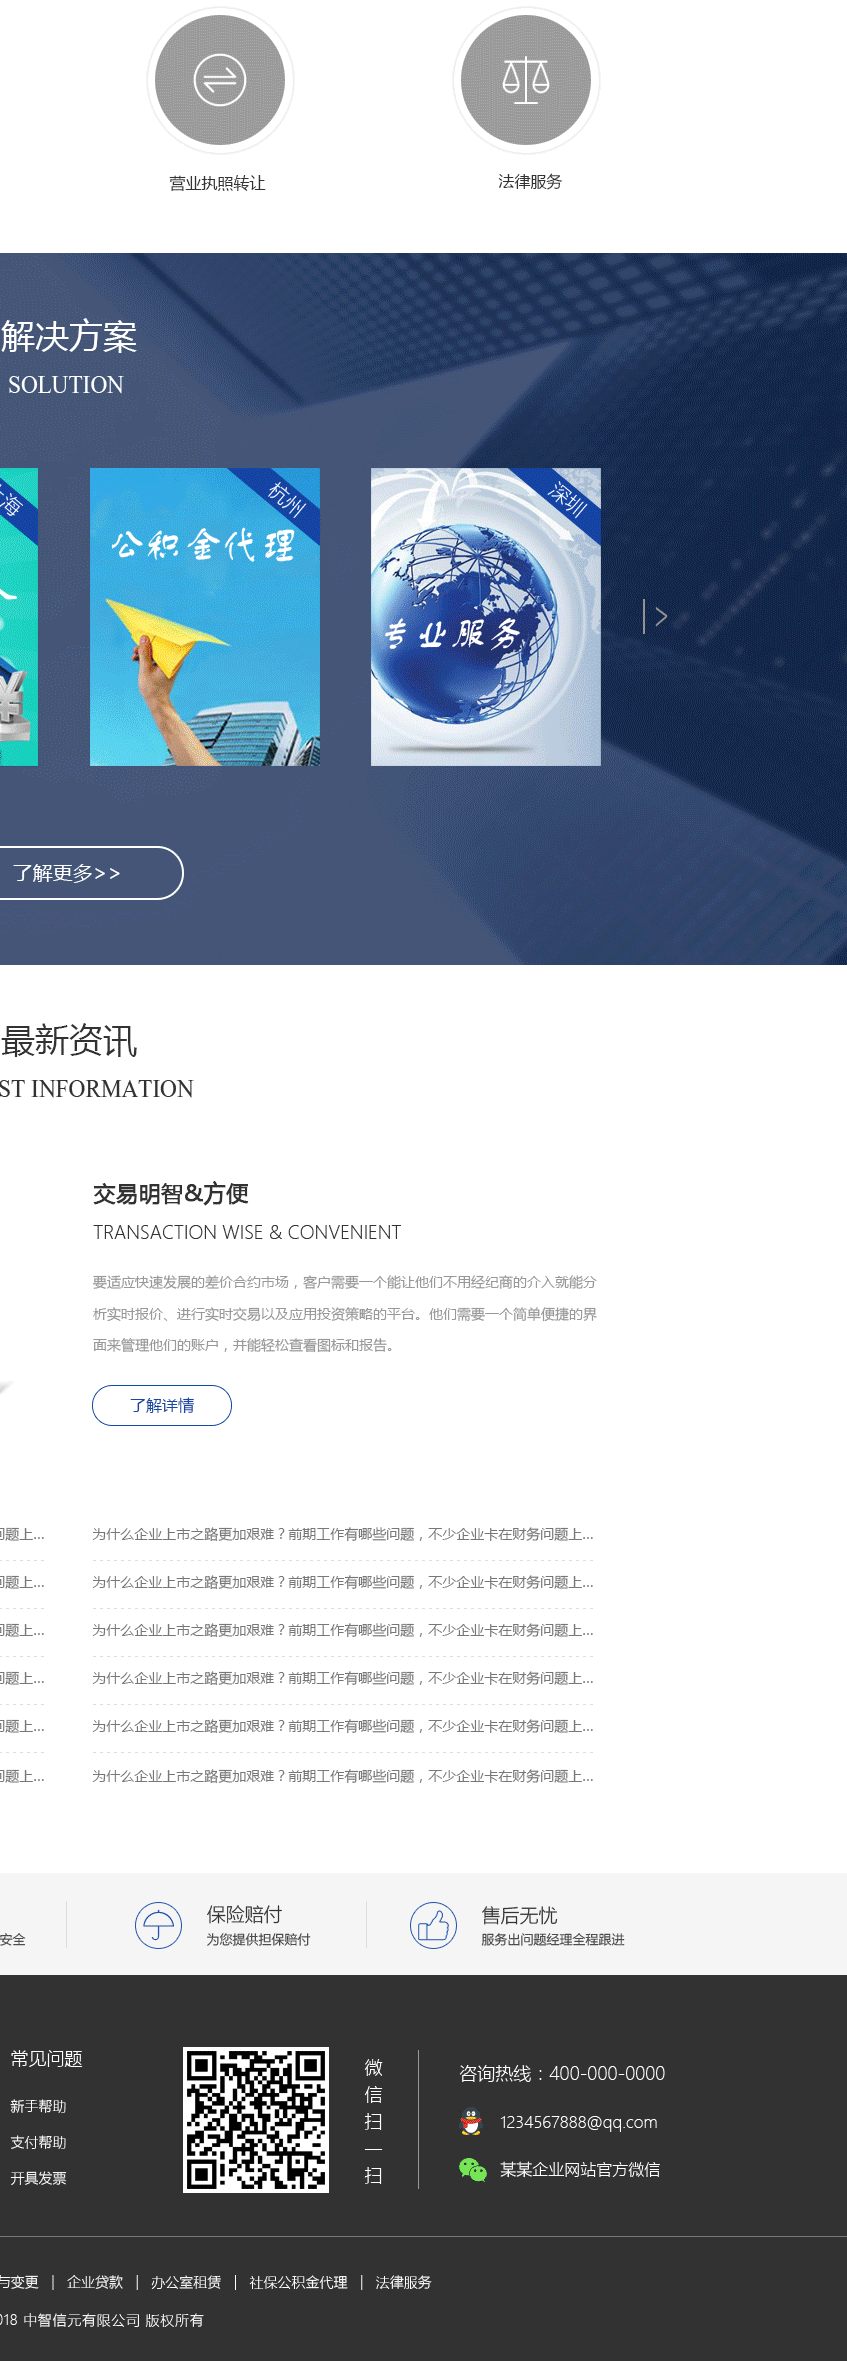 营业执照转让
法律服务
解决方案
SOLUTION
上海
杭州
公积金代理
深圳
专业服务
了解更多>>
最新资讯
ST INFORMATION
交易明智&方便
TRANSACTION WISE & CONVENIENT
要适应快速发展的差价合约市场，客户需要一个能让他们不用经纪商的介入就能分
析实时报价、进行实时交易以及应用投资策略的平台。他们需要一个简单便捷的界
面来管理他们的账户，并能轻松查看图标和报告。
了解详情
问题上...
为什么企业上市之路更加艰难？前期工作有哪些问题，不少企业卡在财务问题上...
问题上...
为什么企业上市之路更加艰难？前期工作有哪些问题，不少企业卡在财务问题上...
问题上...
为什么企业上市之路更加艰难？前期工作有哪些问题，不少企业卡在财务问题上...
问题上...
为什么企业上市之路更加艰难？前期工作有哪些问题，不少企业卡在财务问题上...
问题上...
为什么企业上市之路更加艰难？前期工作有哪些问题，不少企业卡在财务问题上...
问题上...
为什么企业上市之路更加艰难？前期工作有哪些问题，不少企业卡在财务问题上...
安全
保险赔付
为您提供担保赔付
售后无忧
服务出问题经理全程跟进
常见问题
新手帮助
支付帮助
开具发票
微信扫一扫
咨询热线：400-000-0000
1234567888@qq.com
某某企业网站官方微信
与变更 | 企业贷款 | 办公室租赁 | 社保公积金代理 | 法律服务
018 中智信元有限公司 版权所有